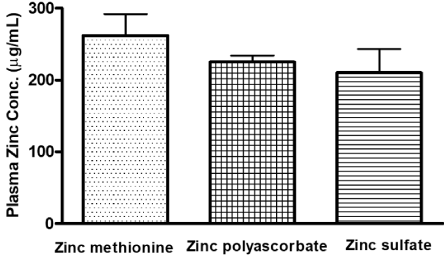 Plasma Zinc Conc. (μg/mL)
300
200
100
0
Zinc methionine Zinc polyascorbate Zinc sulfate